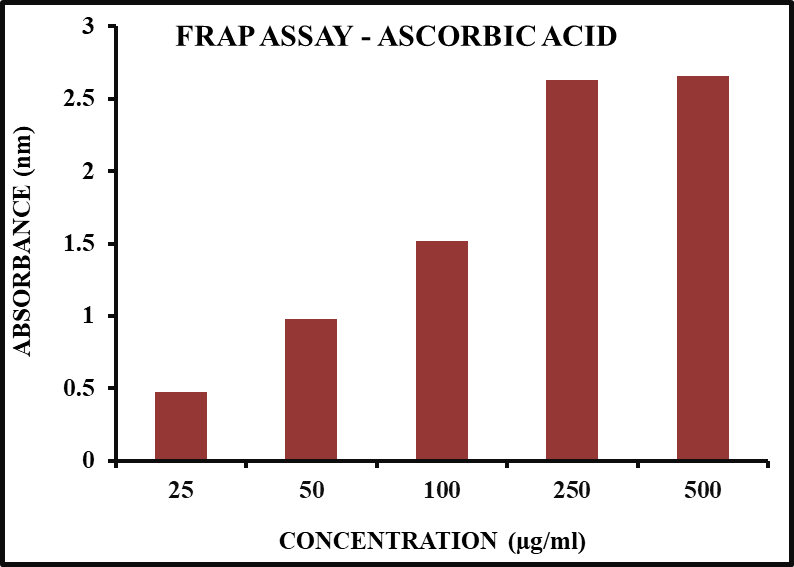 FRAP ASSAY - ASCORBIC ACID
3
2.5
2
1.5
1
0.5
0
ABSORBANCE (nm)
25 50 100 250 500
CONCENTRATION (µg/ml)